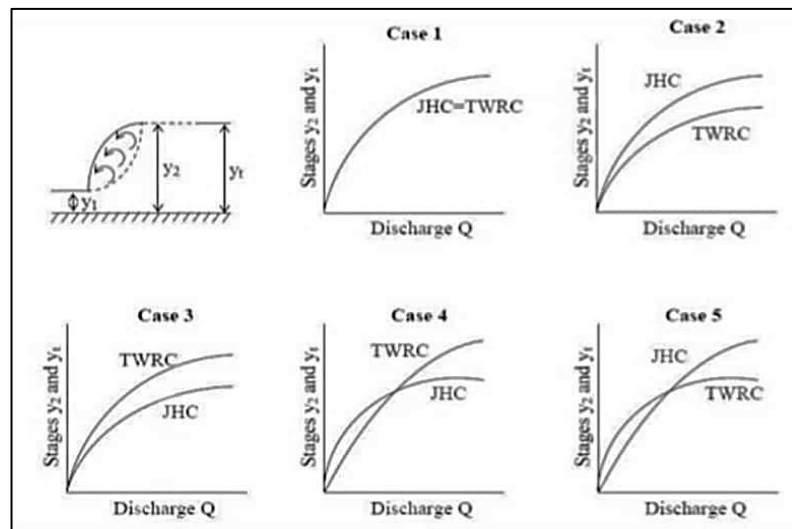 Case 1
Case 2
Stages y₂ and yₜ
JHC=TWRC
Discharge Q
Stages y₂ and yₜ
JHC
TWRC
Discharge Q
y₁
y₂
yₜ
Case 3
Case 4
Case 5
Stages y₂ and yₜ
TWRC
JHC
Discharge Q
Stages y₂ and yₜ
TWRC
JHC
Discharge Q
Stages y₂ and yₜ
JHC
TWRC
Discharge Q